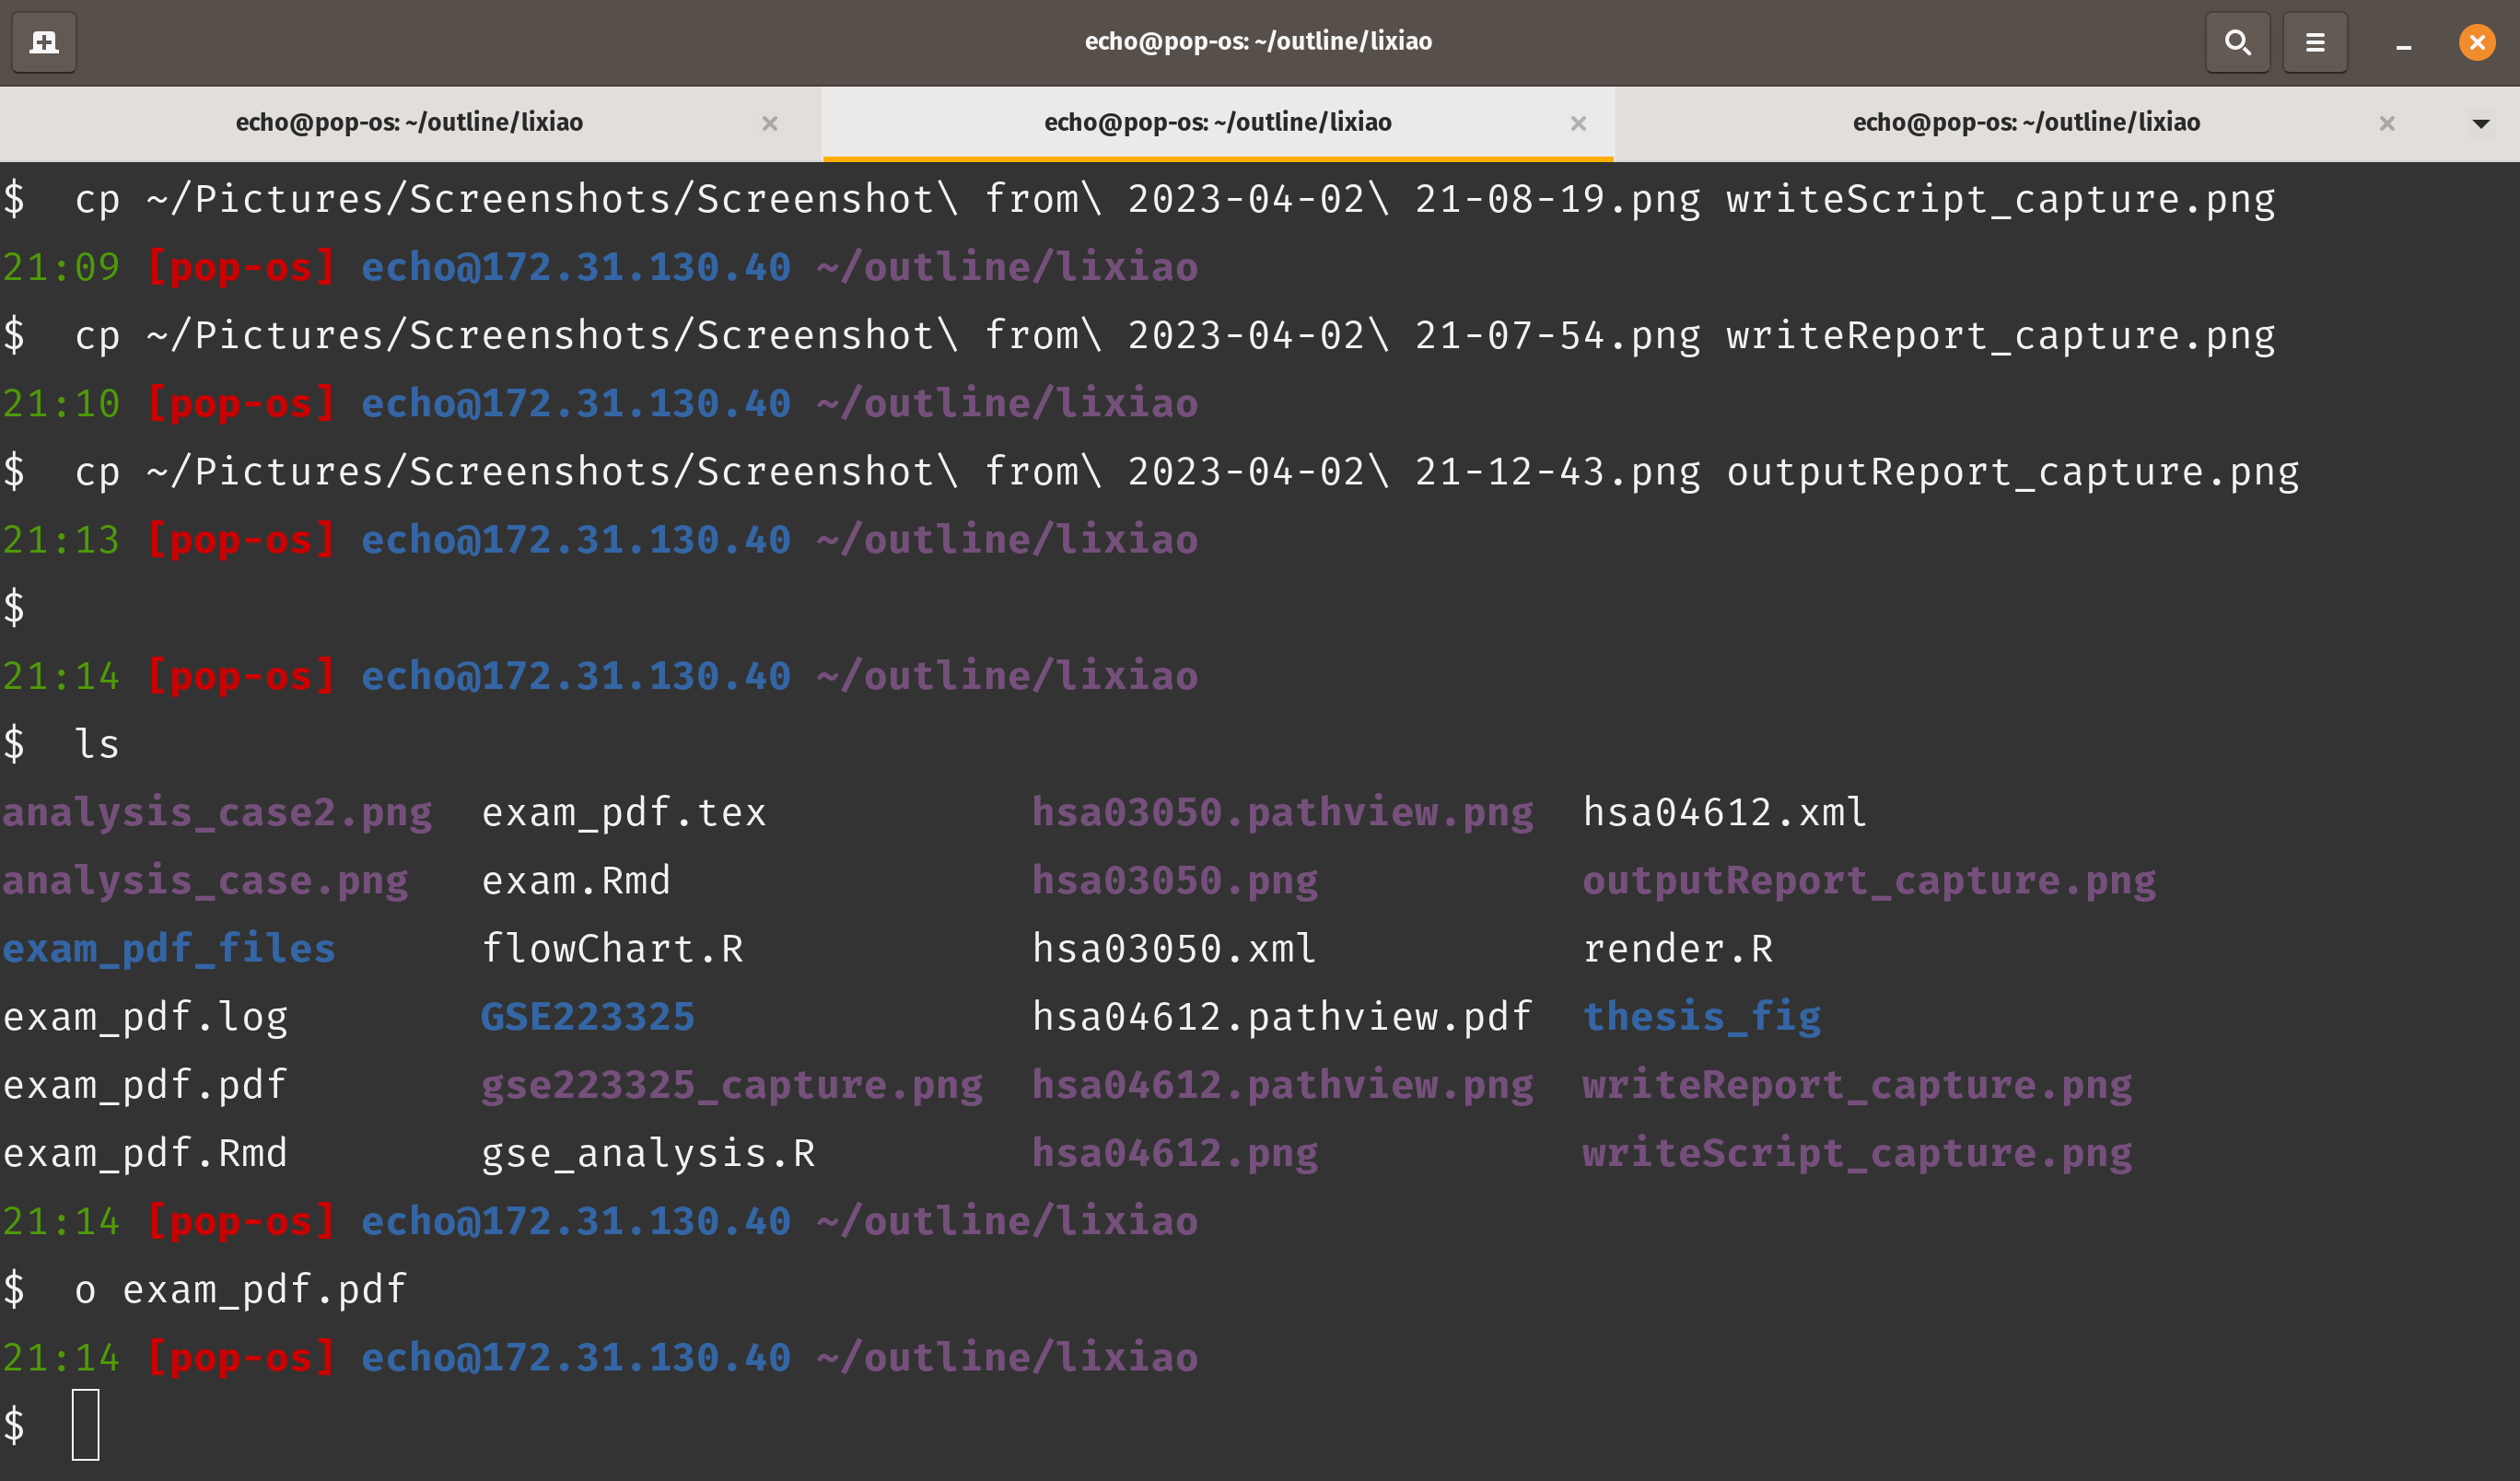 echo@pop-os: ~/outline/lixiao
echo@pop-os: ~/outline/lixiao echo@pop-os: ~/outline/lixiao echo@pop-os: ~/outline/lixiao
$  cp ~/Pictures/Screenshots/Screenshot\ from\ 2023-04-02\ 21-08-19.png writeScript_capture.png
21:09 [pop-os] echo@172.31.130.40 ~/outline/lixiao
$  cp ~/Pictures/Screenshots/Screenshot\ from\ 2023-04-02\ 21-07-54.png writeReport_capture.png
21:10 [pop-os] echo@172.31.130.40 ~/outline/lixiao
$  cp ~/Pictures/Screenshots/Screenshot\ from\ 2023-04-02\ 21-12-43.png outputReport_capture.png
21:13 [pop-os] echo@172.31.130.40 ~/outline/lixiao
$
21:14 [pop-os] echo@172.31.130.40 ~/outline/lixiao
$  ls
analysis_case2.png  exam_pdf.tex           hsa03050.pathview.png  hsa04612.xml
analysis_case.png   exam.Rmd               hsa03050.png           outputReport_capture.png
exam_pdf_files      flowChart.R            hsa03050.xml           render.R
exam_pdf.log        GSE223325              hsa04612.pathview.pdf  thesis_fig
exam_pdf.pdf        gse223325_capture.png  hsa04612.pathview.png  writeReport_capture.png
exam_pdf.Rmd        gse_analysis.R         hsa04612.png           writeScript_capture.png
21:14 [pop-os] echo@172.31.130.40 ~/outline/lixiao
$  o exam_pdf.pdf
21:14 [pop-os] echo@172.31.130.40 ~/outline/lixiao
$